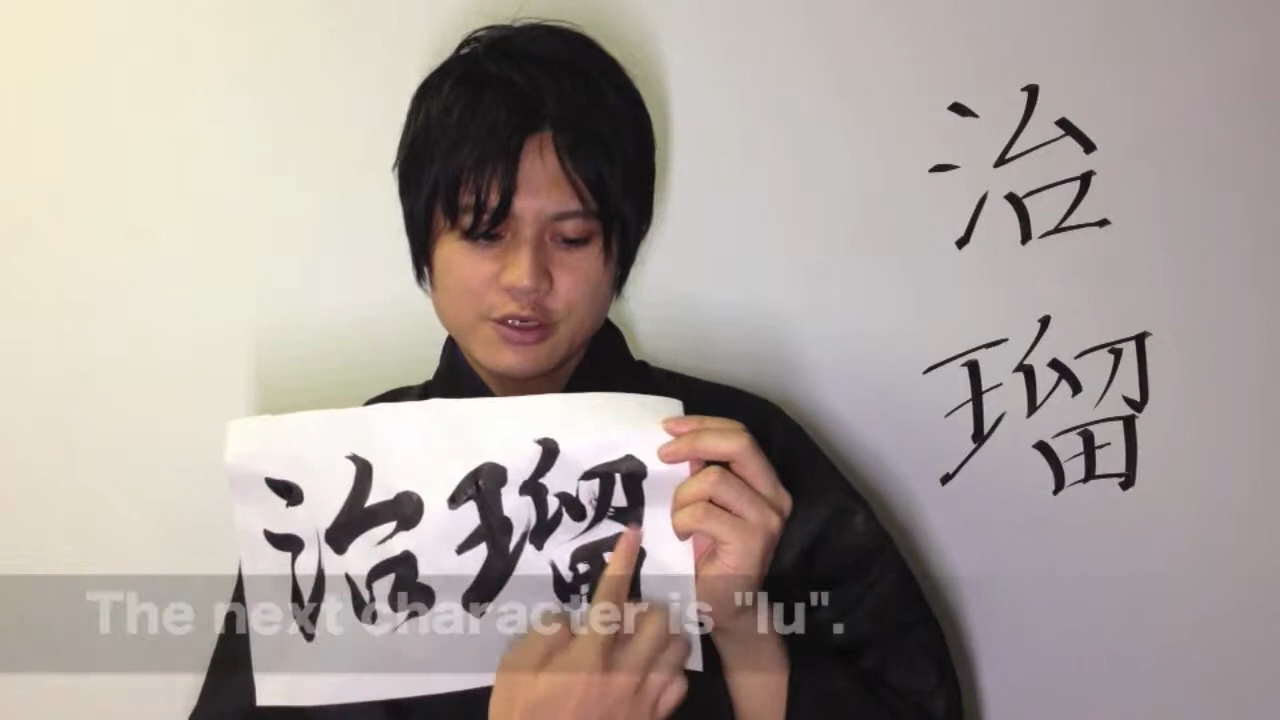 治
瑠
治瑠
The next character is "lu".